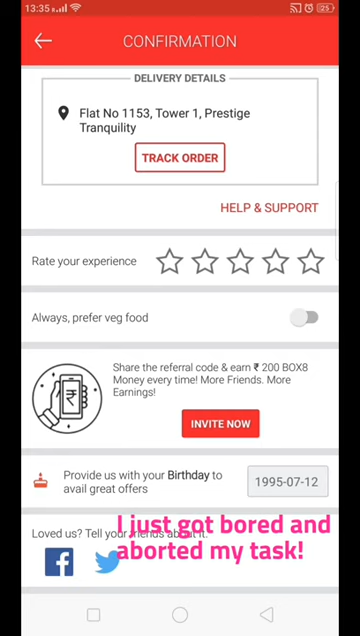 13:35
25
CONFIRMATION
DELIVERY DETAILS
Flat No 1153, Tower 1, Prestige
Tranquility
TRACK ORDER
HELP & SUPPORT
Rate your experience
Always, prefer veg food
Share the referral code & earn ₹ 200 BOX8
Money every time! More Friends. More
Earnings!
₹
INVITE NOW
Provide us with your Birthday to
avail great offers
1995-07-12
Loved us? Tell your friends about it.
I just got bored and
aborted my task!